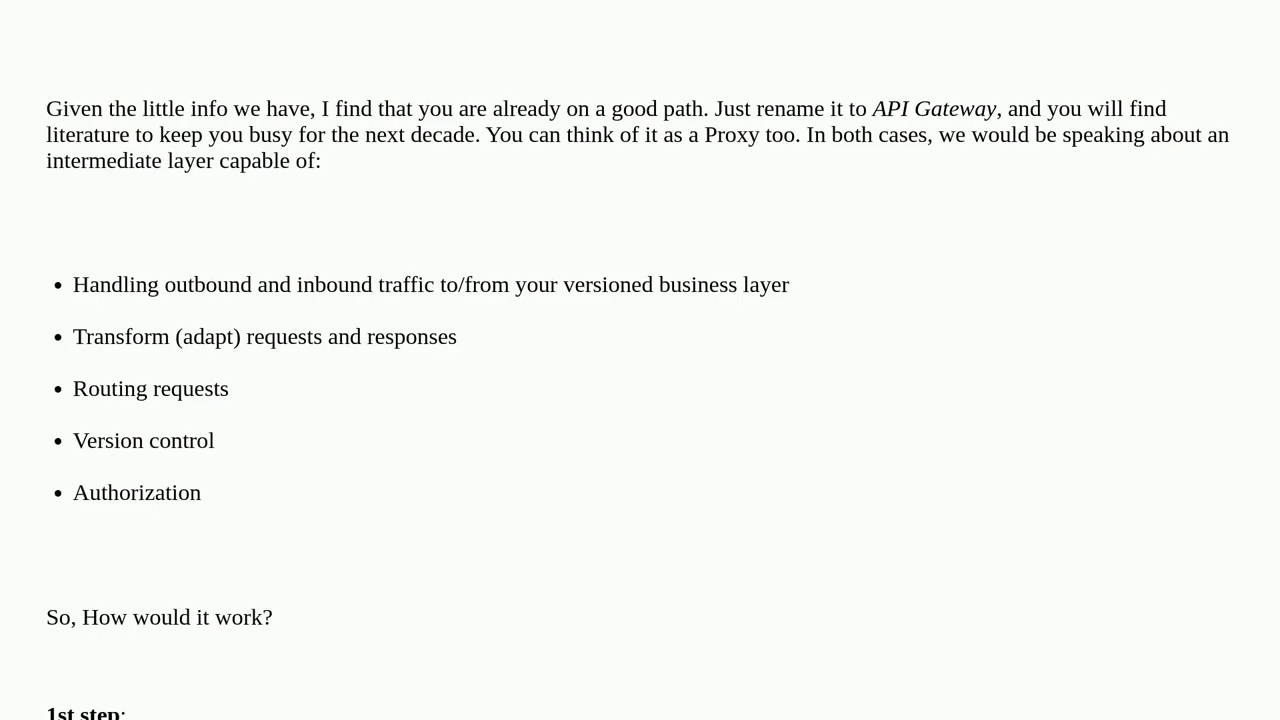 Given the little info we have, I find that you are already on a good path. Just rename it to API Gateway, and you will find
literature to keep you busy for the next decade. You can think of it as a Proxy too. In both cases, we would be speaking about an
intermediate layer capable of:
• Handling outbound and inbound traffic to/from your versioned business layer
• Transform (adapt) requests and responses
• Routing requests
• Version control
• Authorization
So, How would it work?
1st step: